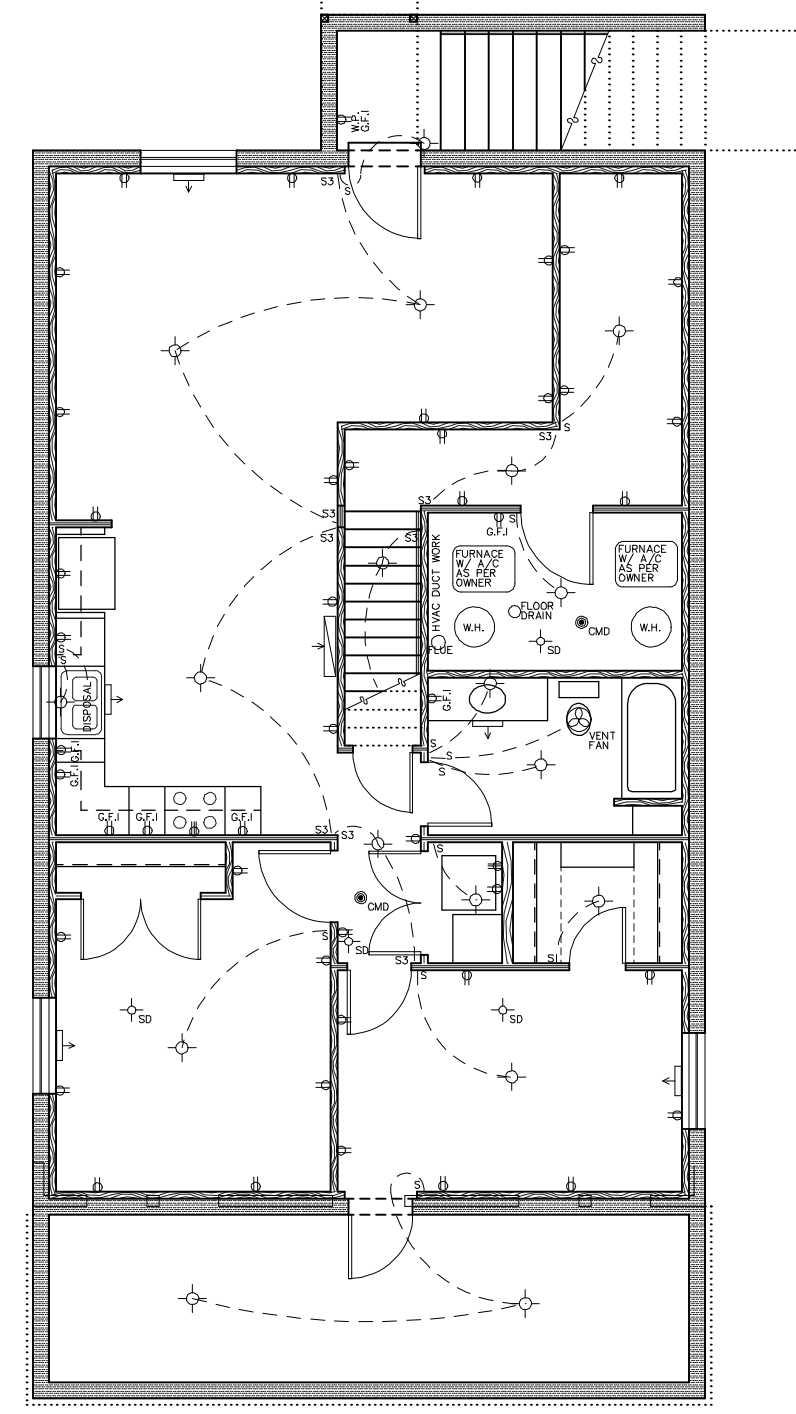 W.P.
G.F.I
S3
S
S3
S
S3
S3
S3
S3
S
G.F.I
HVAC DUCT WORK
FURNACE
W/ A/C
AS PER
OWNER
FURNACE
W/ A/C
AS PER
OWNER
FLOOR
DRAIN
W.H.
CMD
W.H.
SD
FLUE
S
S
DISPOSAL
G.F.I
VENT
FAN
S
S
S
G.F.I
G.F.I
G.F.I
G.F.I
G.F.I
S3
S3
S
CMD
S
SD
S3
S
S
SD
SD
S